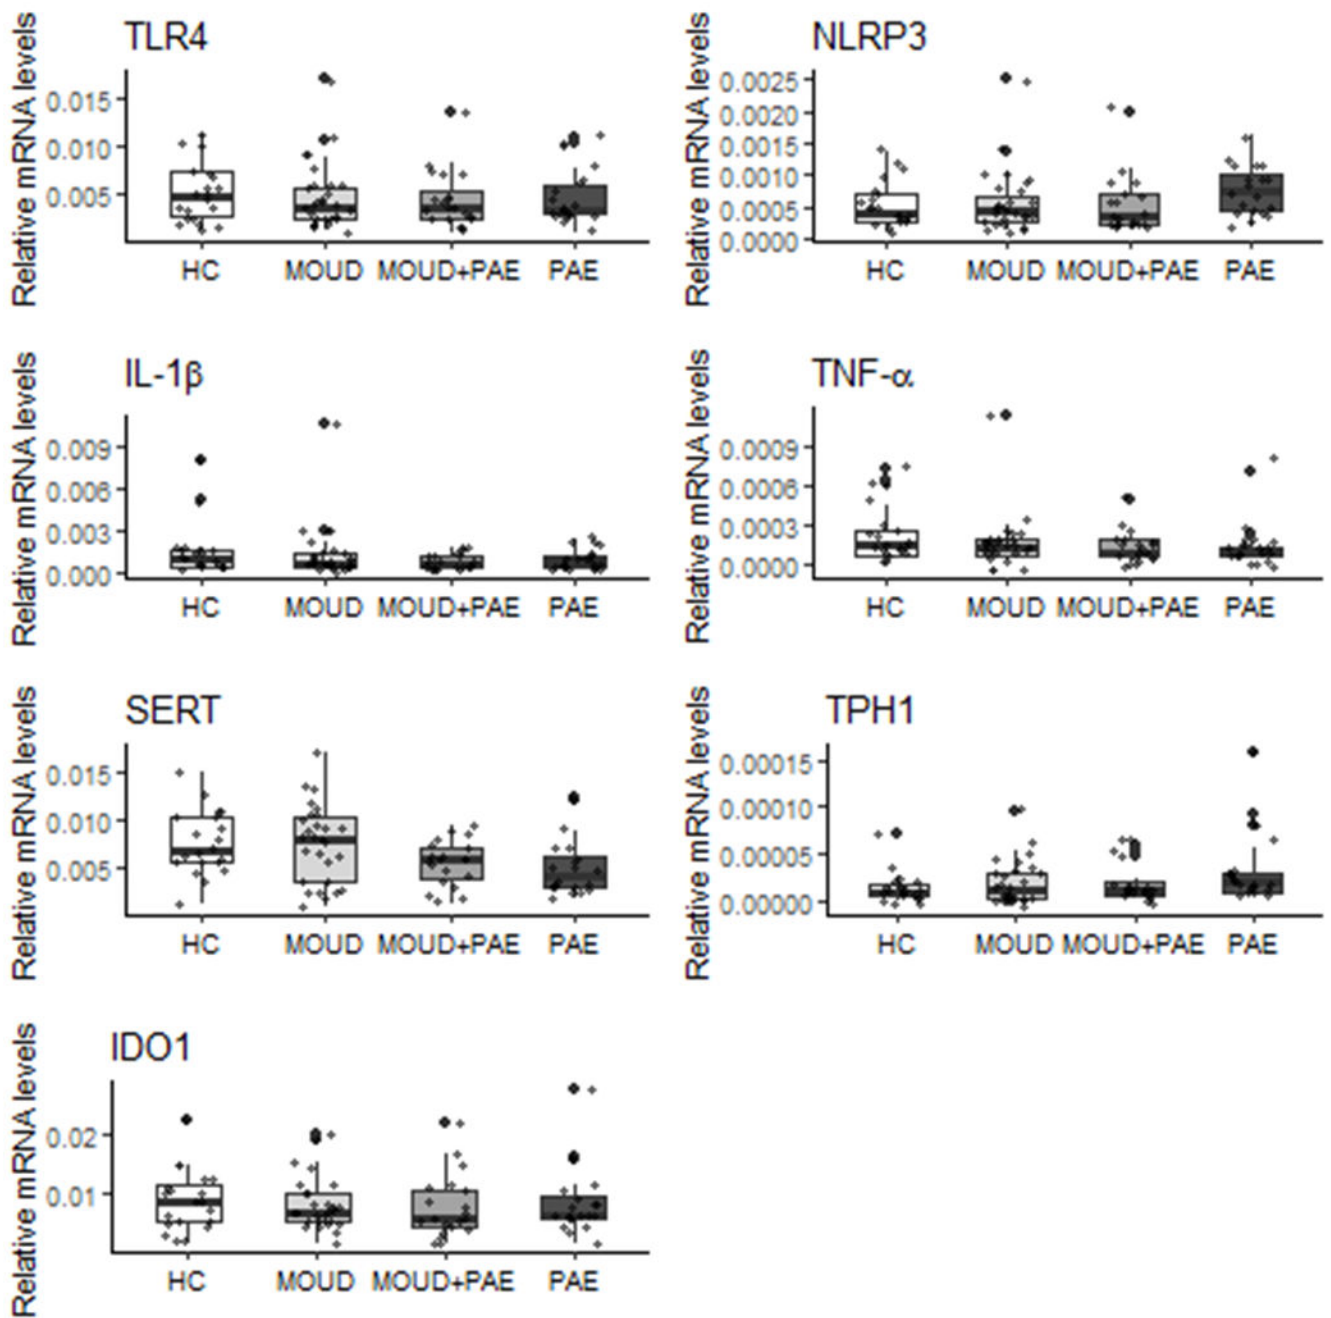 TLR4
Relative mRNA levels
0.015
0.010
0.005
HC MOUD MOUD+PAE PAE
NLRP3
Relative mRNA levels
0.0025
0.0020
0.0015
0.0010
0.0005
0.0000
HC MOUD MOUD+PAE PAE
IL-1β
Relative mRNA levels
0.009
0.006
0.003
0.000
HC MOUD MOUD+PAE PAE
TNF-α
Relative mRNA levels
0.0009
0.0006
0.0003
0.0000
HC MOUD MOUD+PAE PAE
SERT
Relative mRNA levels
0.015
0.010
0.005
HC MOUD MOUD+PAE PAE
TPH1
Relative mRNA levels
0.00015
0.00010
0.00005
0.00000
HC MOUD MOUD+PAE PAE
IDO1
Relative mRNA levels
0.02
0.01
HC MOUD MOUD+PAE PAE